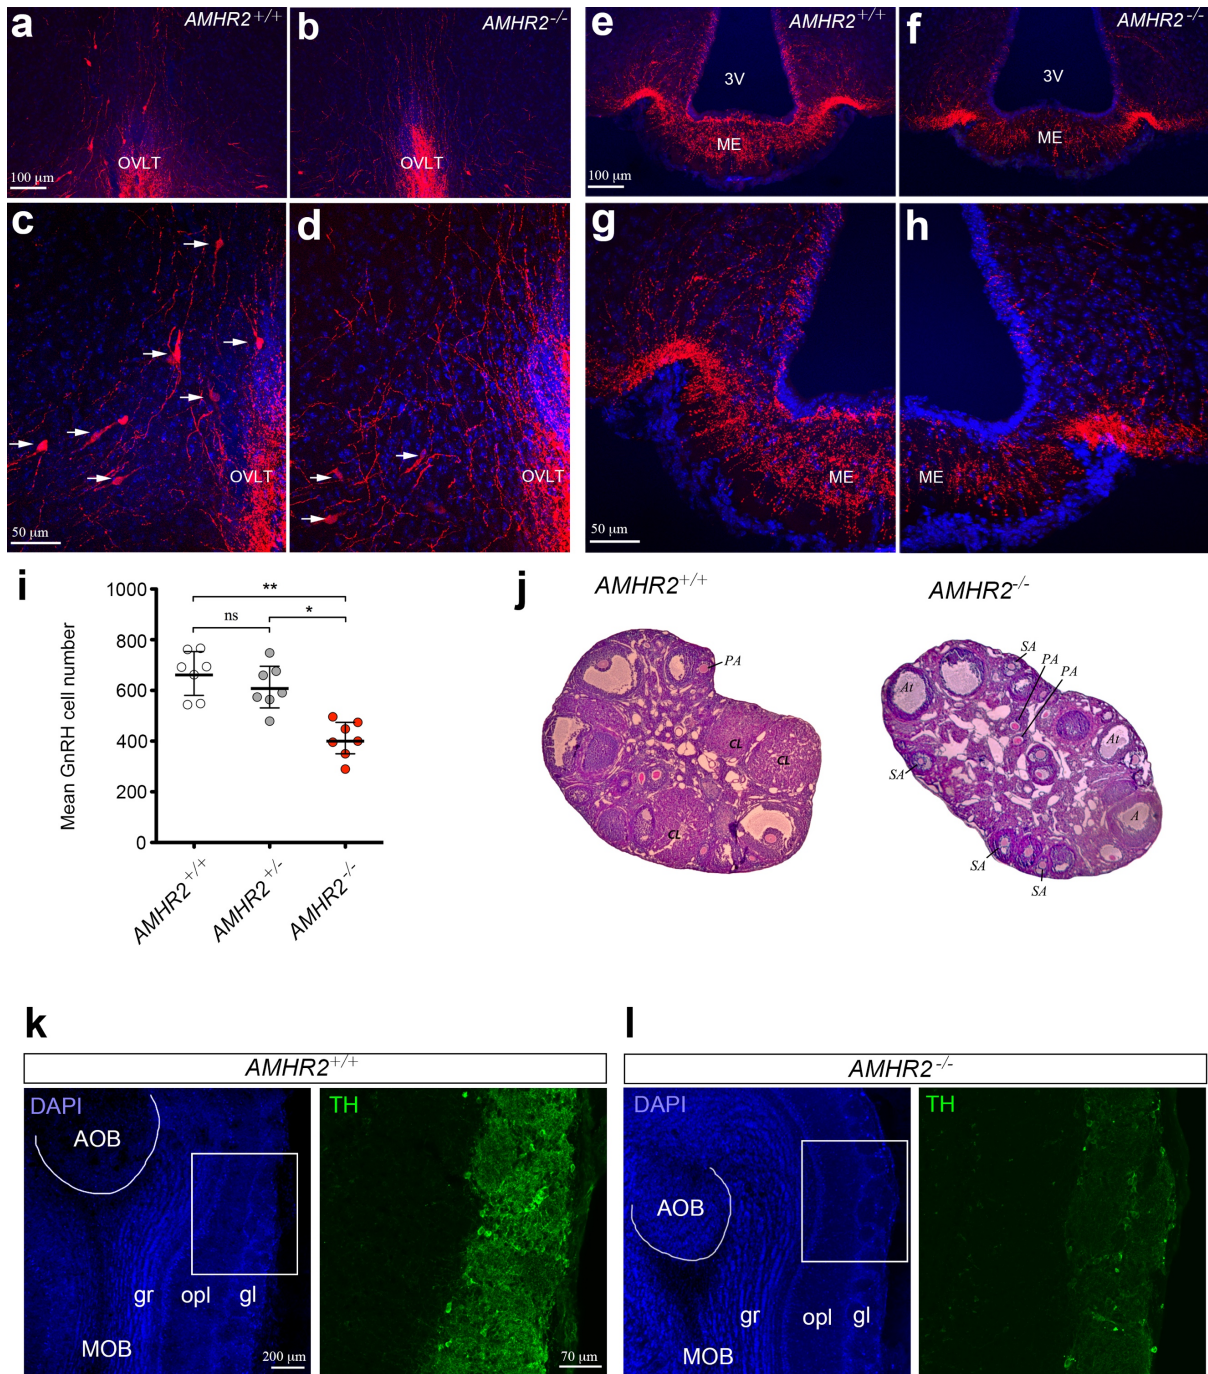 a
AMHR2+/+
b
AMHR2-/-
OVLT
100 µm
OVLT
c
d
OVLT
50 µm
OVLT
e
AMHR2+/+
f
AMHR2-/-
3V
3V
ME
ME
100 µm
g
h
ME
ME
50 µm
i
Mean GnRH cell number
1000
800
600
400
200
0
**
ns
*
AMHR2+/+
AMHR2+/-
AMHR2-/-
j
AMHR2+/+
AMHR2-/-
PA
CL
CL
CL
SA
PA
PA
At
At
SA
A
SA
SA
k
AMHR2+/+
DAPI
AOB
TH
gr
opl
gl
MOB
200 µm
70 µm
l
AMHR2-/-
DAPI
AOB
TH
gr
opl
gl
MOB